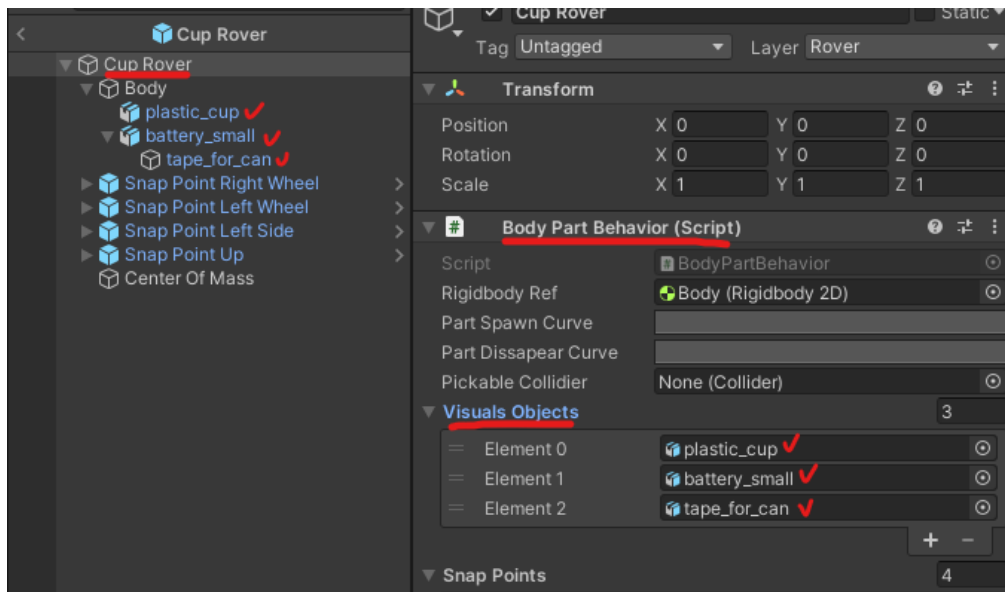 Cup Rover
Cup Rover
Body
plastic_cup
battery_small
tape_for_can
Snap Point Right Wheel
Snap Point Left Wheel
Snap Point Left Side
Snap Point Up
Center Of Mass
Cup Rover Static
Tag Untagged Layer Rover
Transform
Position X 0 Y 0 Z 0
Rotation X 0 Y 0 Z 0
Scale X 1 Y 1 Z 1
# Body Part Behavior (Script)
Script # BodyPartBehavior
Rigidbody Ref Body (Rigidbody 2D)
Part Spawn Curve
Part Dissapear Curve
Pickable Collidier None (Collider)
Visuals Objects 3
Element 0 plastic_cup
Element 1 battery_small
Element 2 tape_for_can
+ −
Snap Points 4